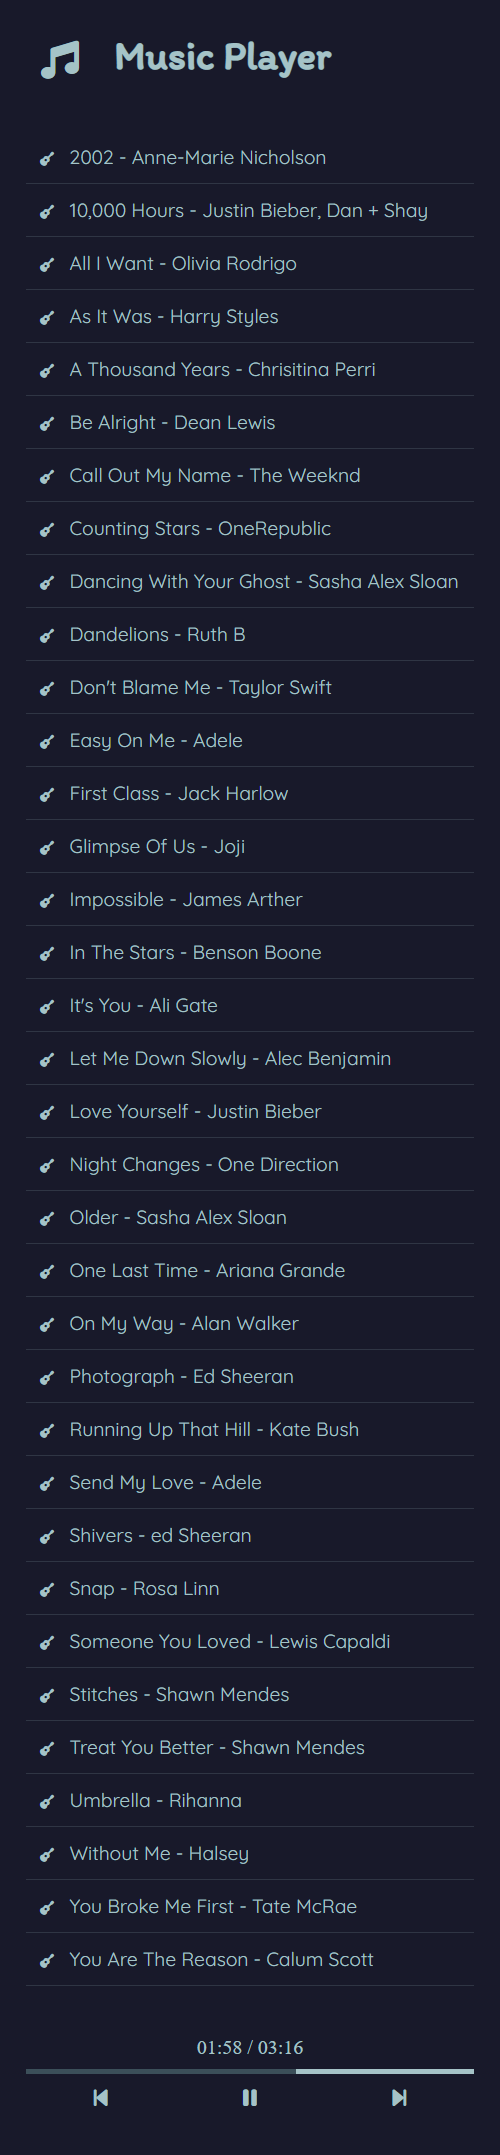 Music Player
2002 - Anne-Marie Nicholson
10,000 Hours - Justin Bieber, Dan + Shay
All I Want - Olivia Rodrigo
As It Was - Harry Styles
A Thousand Years - Chrisitina Perri
Be Alright - Dean Lewis
Call Out My Name - The Weeknd
Counting Stars - OneRepublic
Dancing With Your Ghost - Sasha Alex Sloan
Dandelions - Ruth B
Don't Blame Me - Taylor Swift
Easy On Me - Adele
First Class - Jack Harlow
Glimpse Of Us - Joji
Impossible - James Arther
In The Stars - Benson Boone
It's You - Ali Gate
Let Me Down Slowly - Alec Benjamin
Love Yourself - Justin Bieber
Night Changes - One Direction
Older - Sasha Alex Sloan
One Last Time - Ariana Grande
On My Way - Alan Walker
Photograph - Ed Sheeran
Running Up That Hill - Kate Bush
Send My Love - Adele
Shivers - ed Sheeran
Snap - Rosa Linn
Someone You Loved - Lewis Capaldi
Stitches - Shawn Mendes
Treat You Better - Shawn Mendes
Umbrella - Rihanna
Without Me - Halsey
You Broke Me First - Tate McRae
You Are The Reason - Calum Scott
01:58 / 03:16